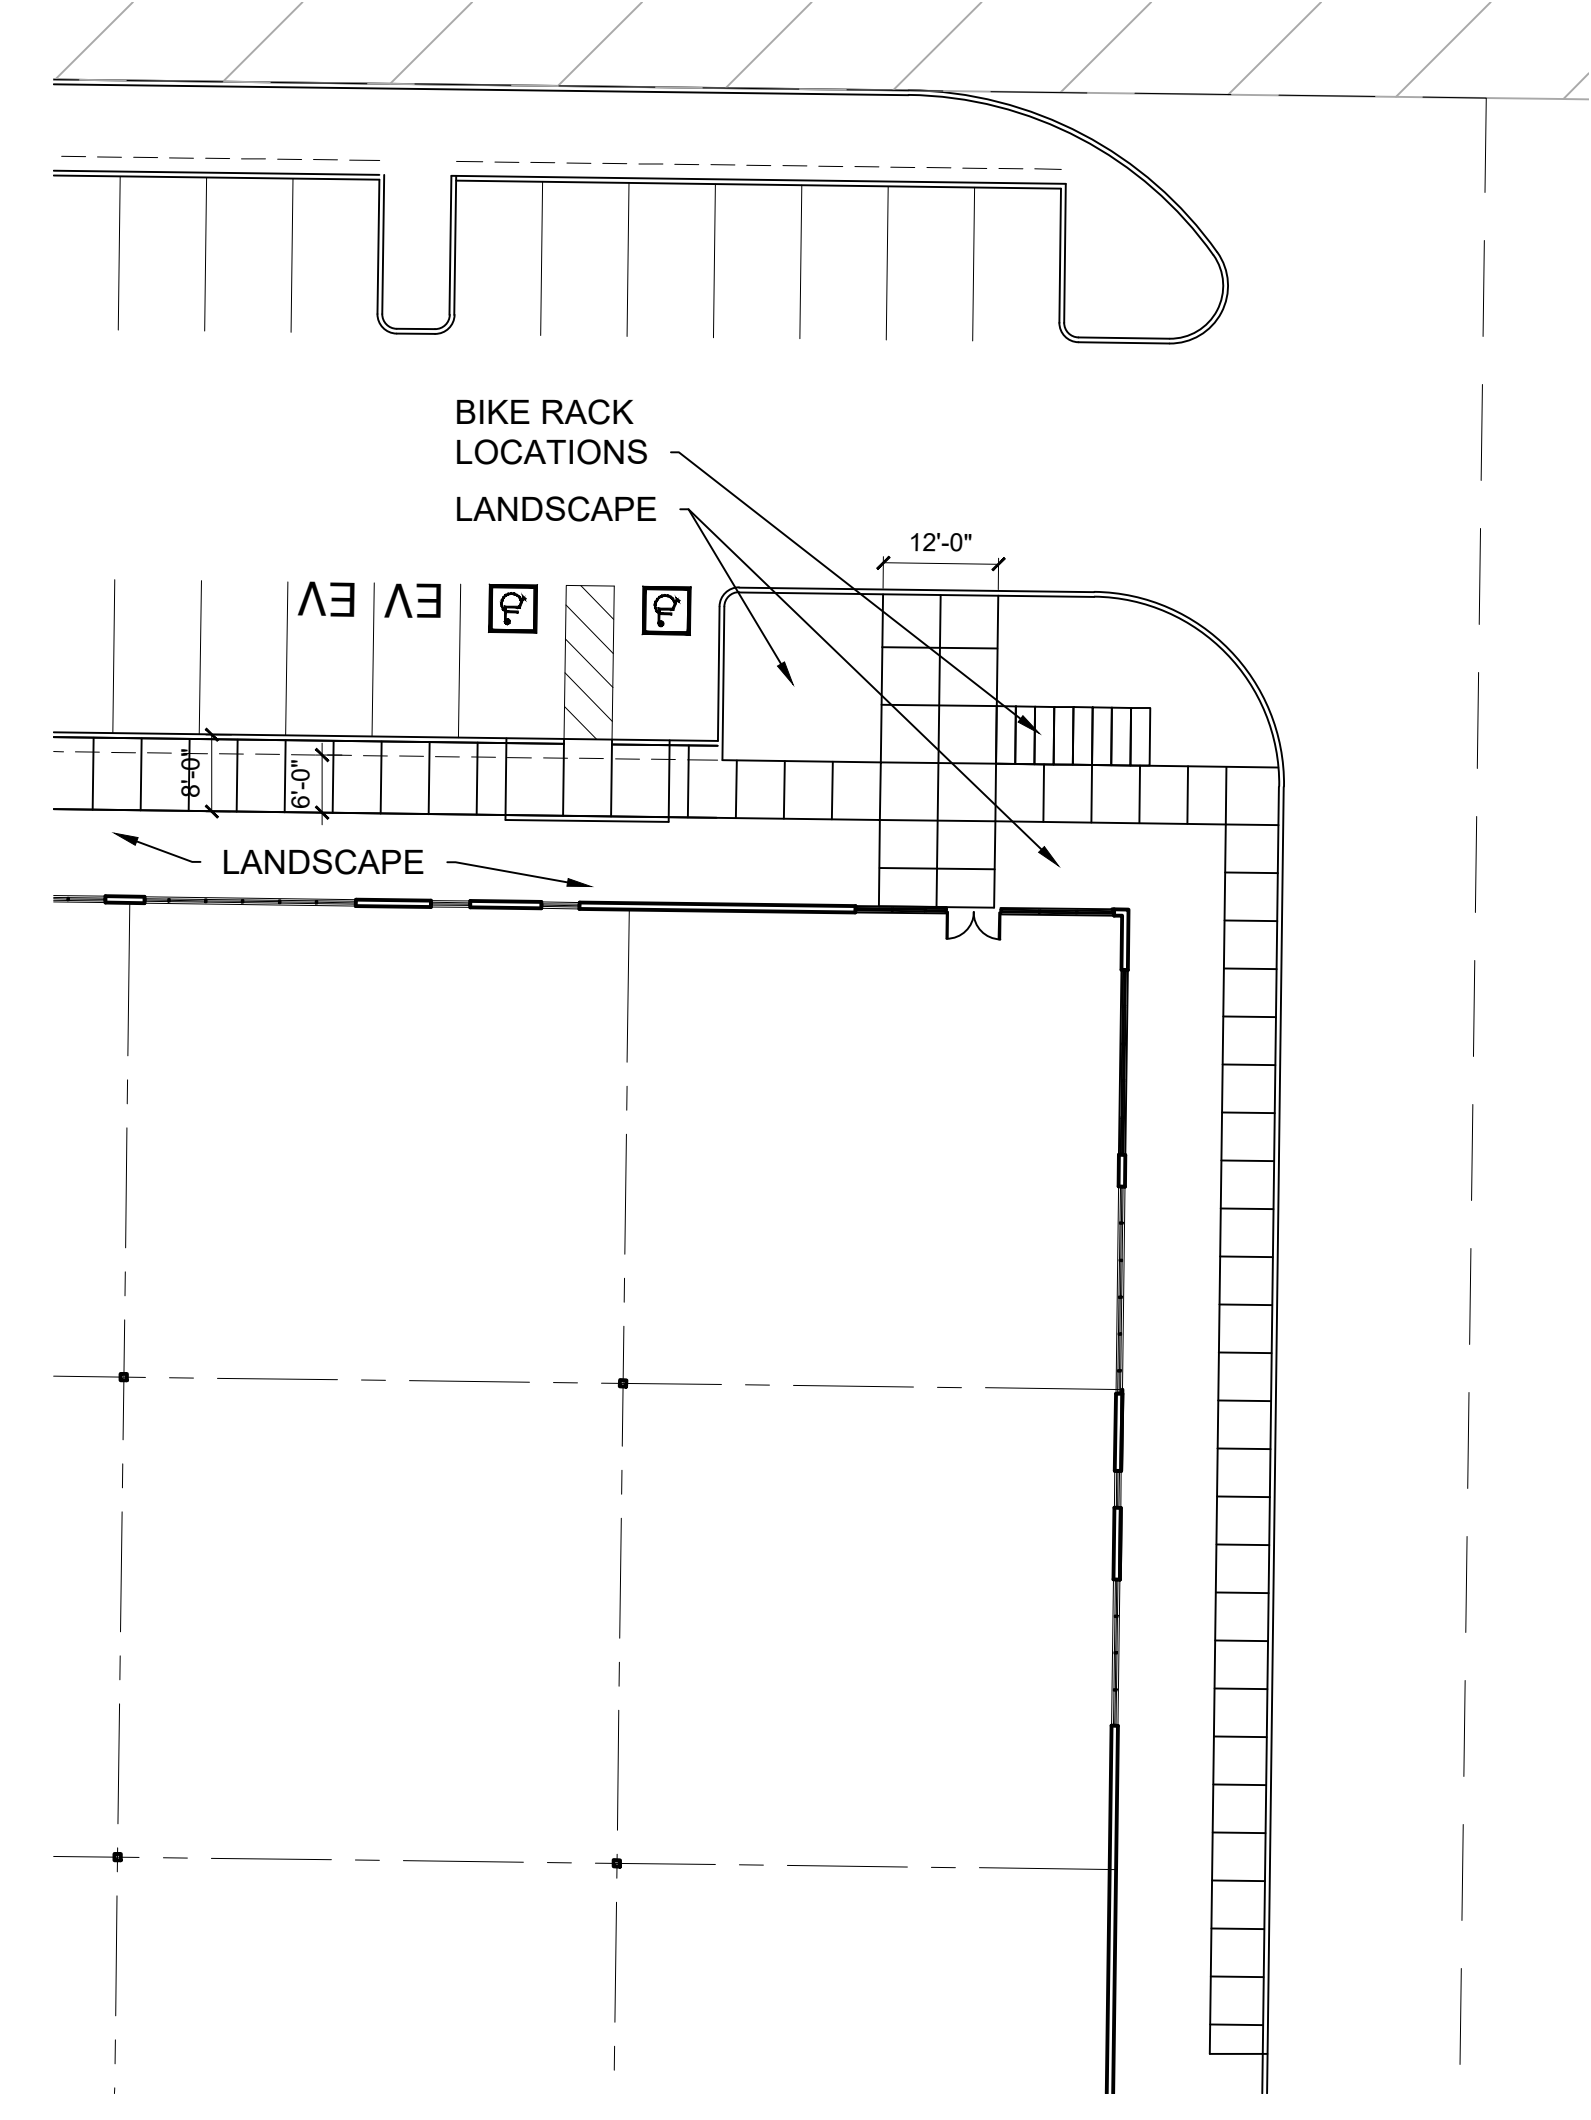 BIKE RACK
LOCATIONS
LANDSCAPE
12'-0"
EV
EV
8'-0"
6'-0"
LANDSCAPE